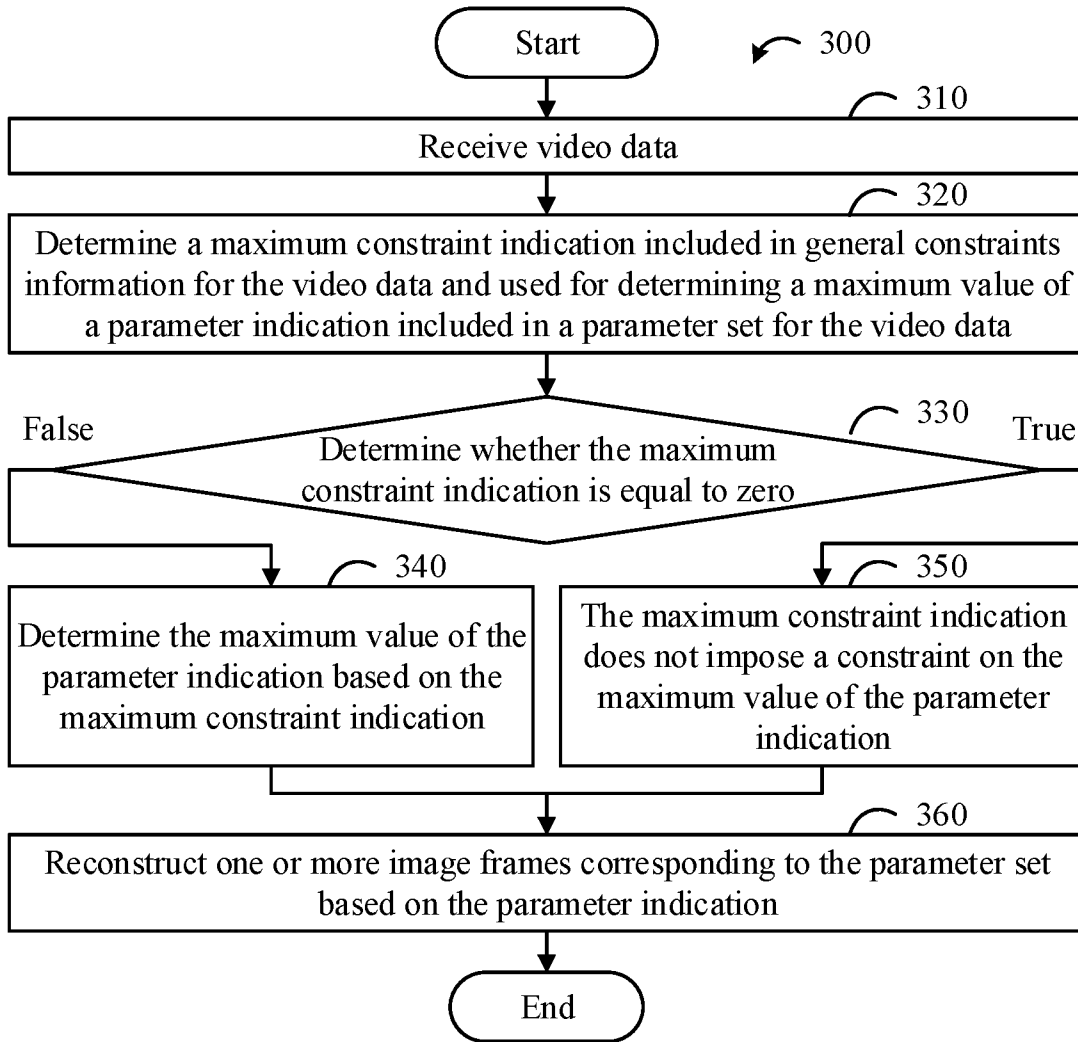 Start
300
310
Receive video data
320
Determine a maximum constraint indication included in general constraints
information for the video data and used for determining a maximum value of
a parameter indication included in a parameter set for the video data
330
False
True
Determine whether the maximum
constraint indication is equal to zero
340
350
Determine the maximum value of the
parameter indication based on the
maximum constraint indication
The maximum constraint indication
does not impose a constraint on the
maximum value of the parameter
indication
360
Reconstruct one or more image frames corresponding to the parameter set
based on the parameter indication
End